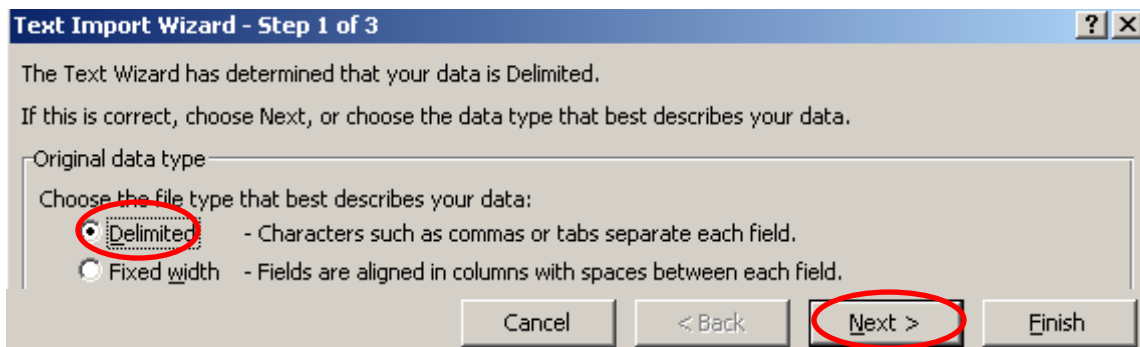 Text Import Wizard - Step 1 of 3
The Text Wizard has determined that your data is Delimited.
If this is correct, choose Next, or choose the data type that best describes your data.
Original data type
Choose the file type that best describes your data:
Delimited - Characters such as commas or tabs separate each field.
Fixed width - Fields are aligned in columns with spaces between each field.
Cancel < Back Next > Finish